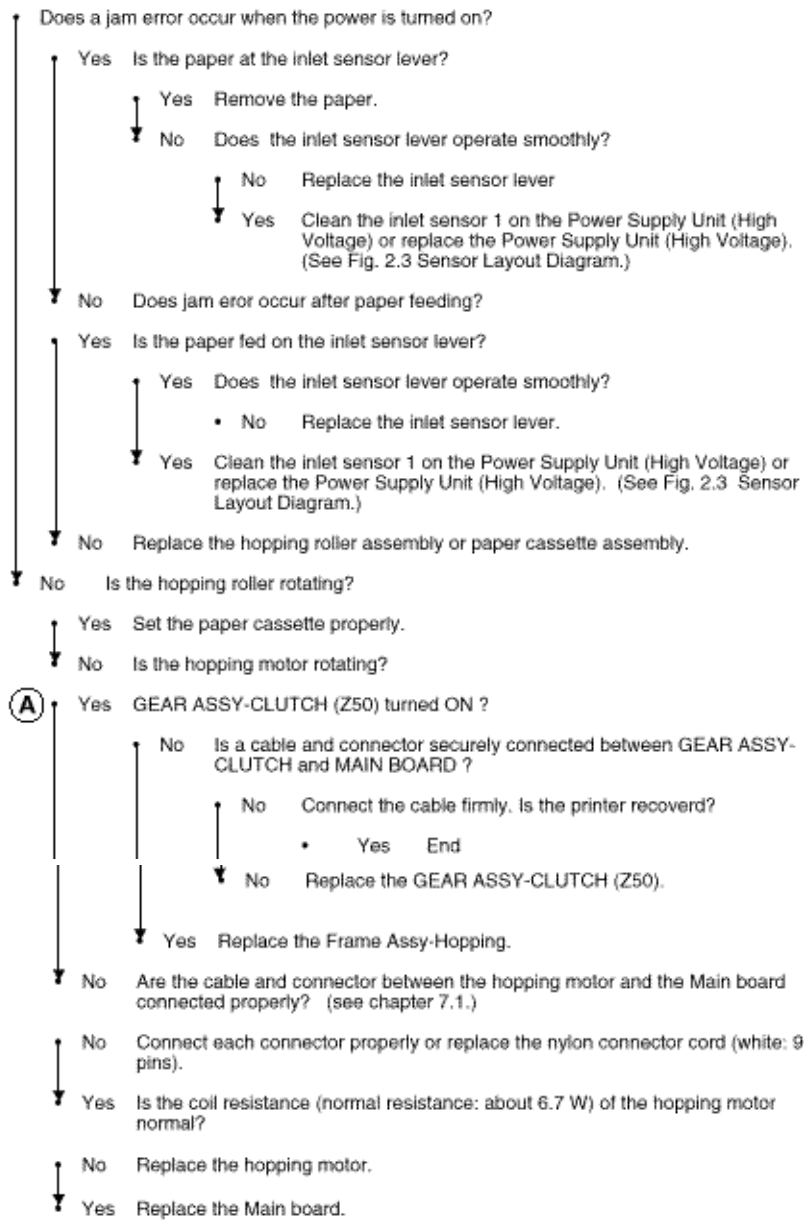 Does a jam error occur when the power is turned on?
Yes Is the paper at the inlet sensor lever?
Yes Remove the paper.
No Does the inlet sensor lever operate smoothly?
No Replace the inlet sensor lever
Yes Clean the inlet sensor 1 on the Power Supply Unit (High
Voltage) or replace the Power Supply Unit (High Voltage).
(See Fig. 2.3 Sensor Layout Diagram.)
No Does jam eror occur after paper feeding?
Yes Is the paper fed on the inlet sensor lever?
Yes Does the inlet sensor lever operate smoothly?
• No Replace the inlet sensor lever.
Yes Clean the inlet sensor 1 on the Power Supply Unit (High Voltage) or
replace the Power Supply Unit (High Voltage). (See Fig. 2.3 Sensor
Layout Diagram.)
No Replace the hopping roller assembly or paper cassette assembly.
No Is the hopping roller rotating?
Yes Set the paper cassette properly.
No Is the hopping motor rotating?
A Yes GEAR ASSY-CLUTCH (Z50) turned ON ?
No Is a cable and connector securely connected between GEAR ASSY-
CLUTCH and MAIN BOARD ?
No Connect the cable firmly. Is the printer recoverd?
• Yes End
No Replace the GEAR ASSY-CLUTCH (Z50).
Yes Replace the Frame Assy-Hopping.
No Are the cable and connector between the hopping motor and the Main board
connected properly? (see chapter 7.1.)
No Connect each connector properly or replace the nylon connector cord (white: 9
pins).
Yes Is the coil resistance (normal resistance: about 6.7 W) of the hopping motor
normal?
No Replace the hopping motor.
Yes Replace the Main board.